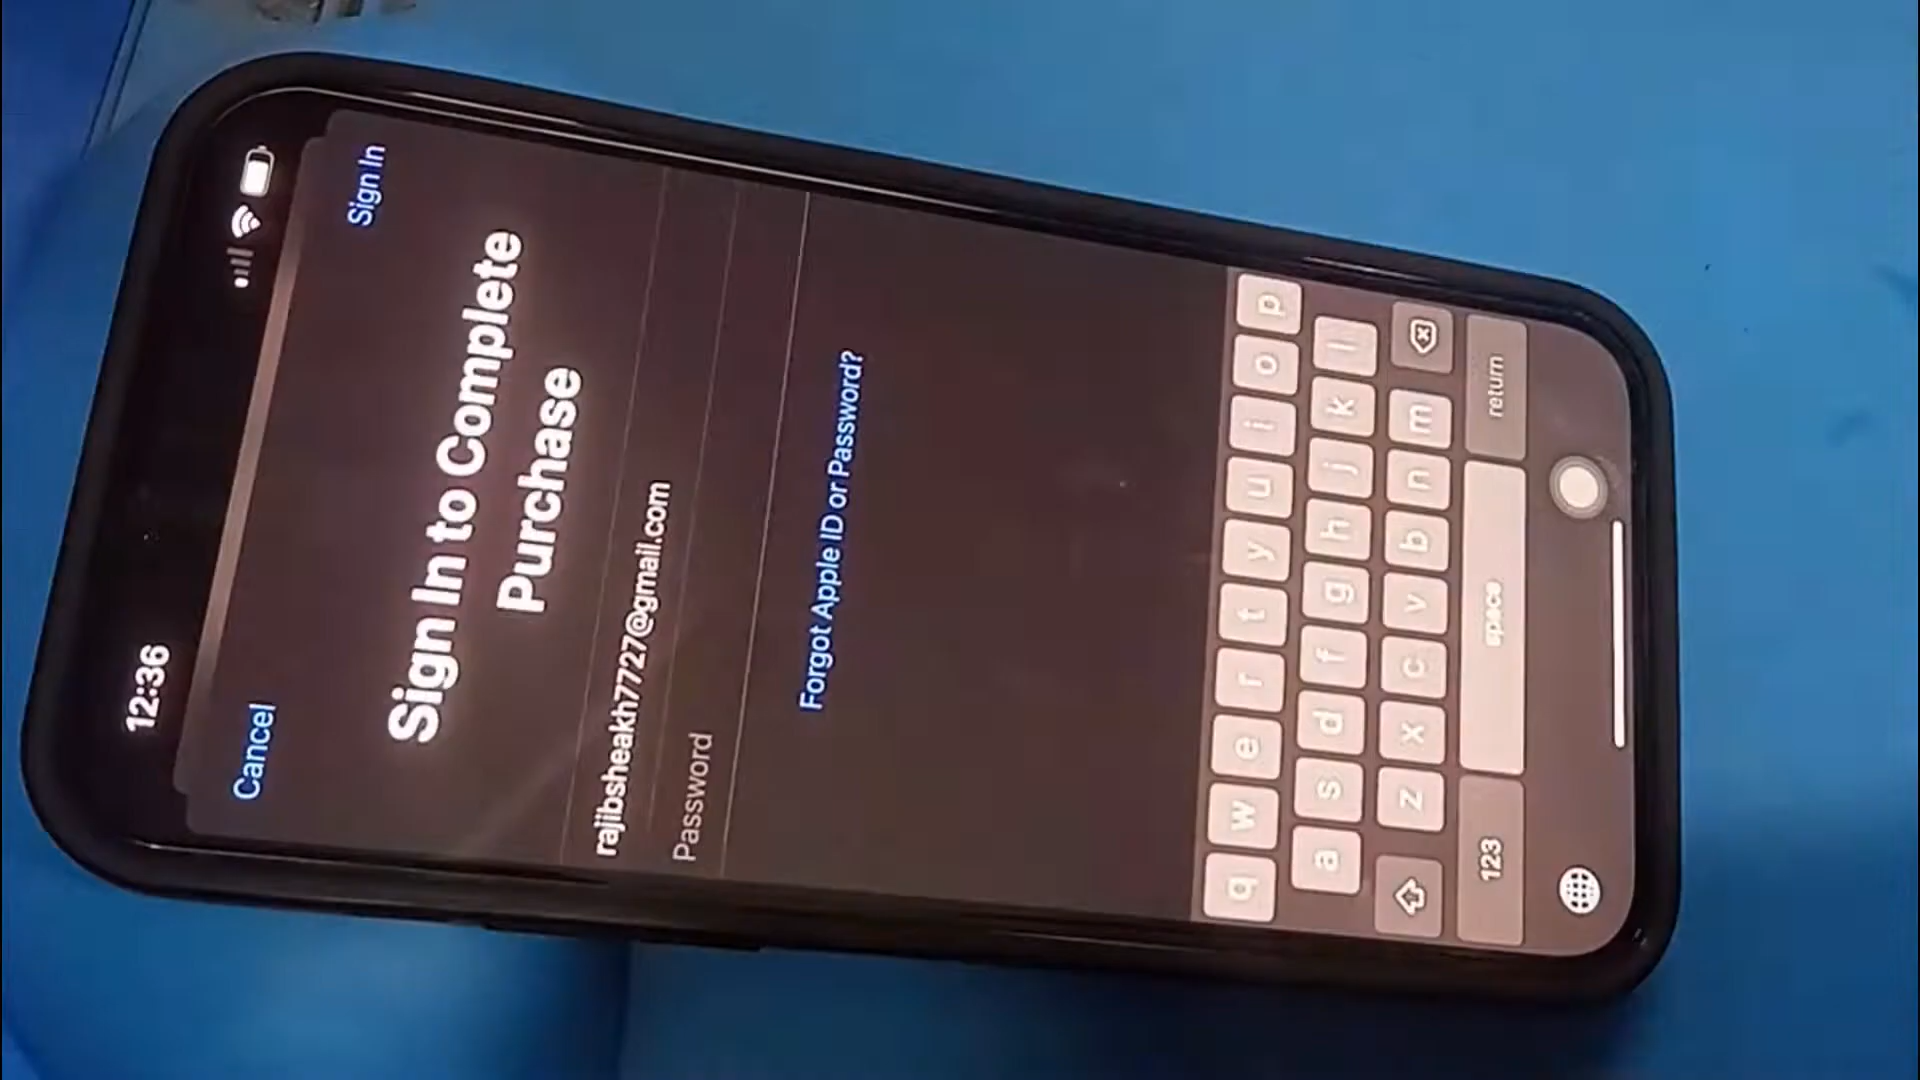 12:36
Cancel
Sign In
Sign In to Complete
Purchase
rajibsheakh7727@gmail.com
Password
Forgot Apple ID or Password?
q w e r t y u i o p
a s d f g h j k l
z x c v b n m
123
space
return